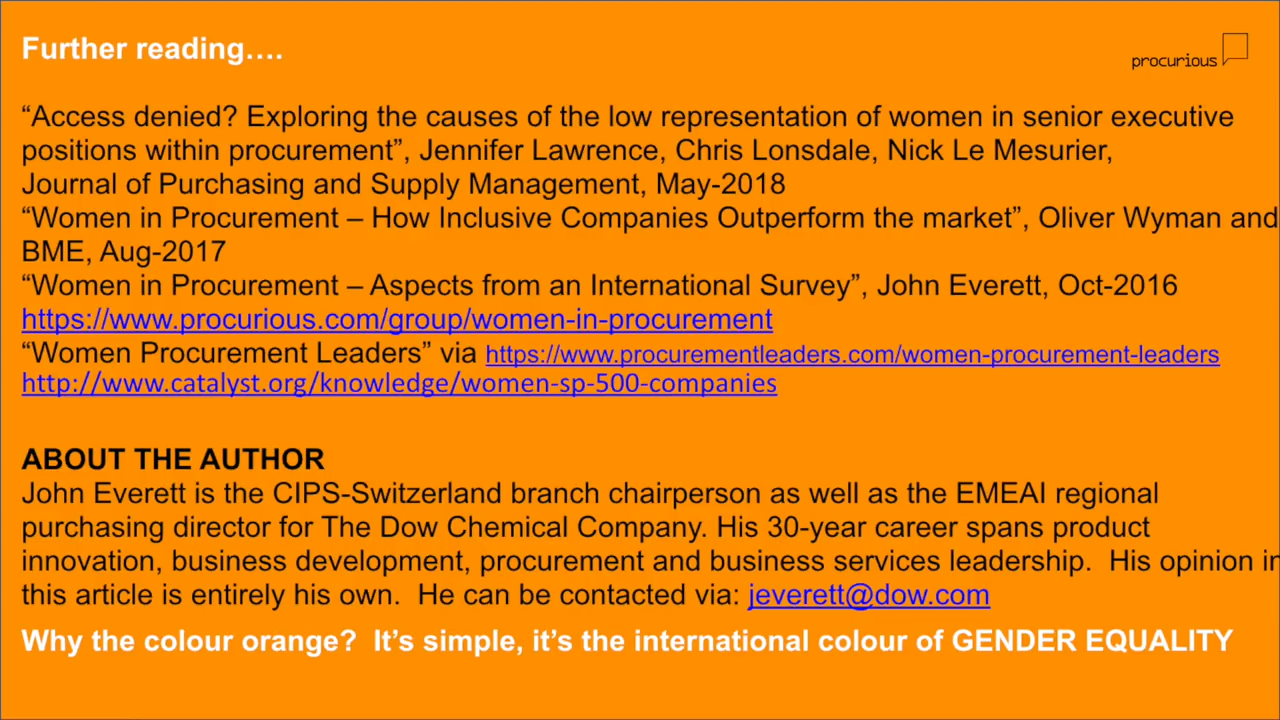 Further reading….
procurious
“Access denied? Exploring the causes of the low representation of women in senior executive
positions within procurement”, Jennifer Lawrence, Chris Lonsdale, Nick Le Mesurier,
Journal of Purchasing and Supply Management, May-2018
“Women in Procurement – How Inclusive Companies Outperform the market”, Oliver Wyman and
BME, Aug-2017
“Women in Procurement – Aspects from an International Survey”, John Everett, Oct-2016
https://www.procurious.com/group/women-in-procurement
“Women Procurement Leaders” via https://www.procurementleaders.com/women-procurement-leaders
http://www.catalyst.org/knowledge/women-sp-500-companies
ABOUT THE AUTHOR
John Everett is the CIPS-Switzerland branch chairperson as well as the EMEAI regional
purchasing director for The Dow Chemical Company. His 30-year career spans product
innovation, business development, procurement and business services leadership.  His opinion in
this article is entirely his own.  He can be contacted via: jeverett@dow.com
Why the colour orange?  It’s simple, it’s the international colour of GENDER EQUALITY